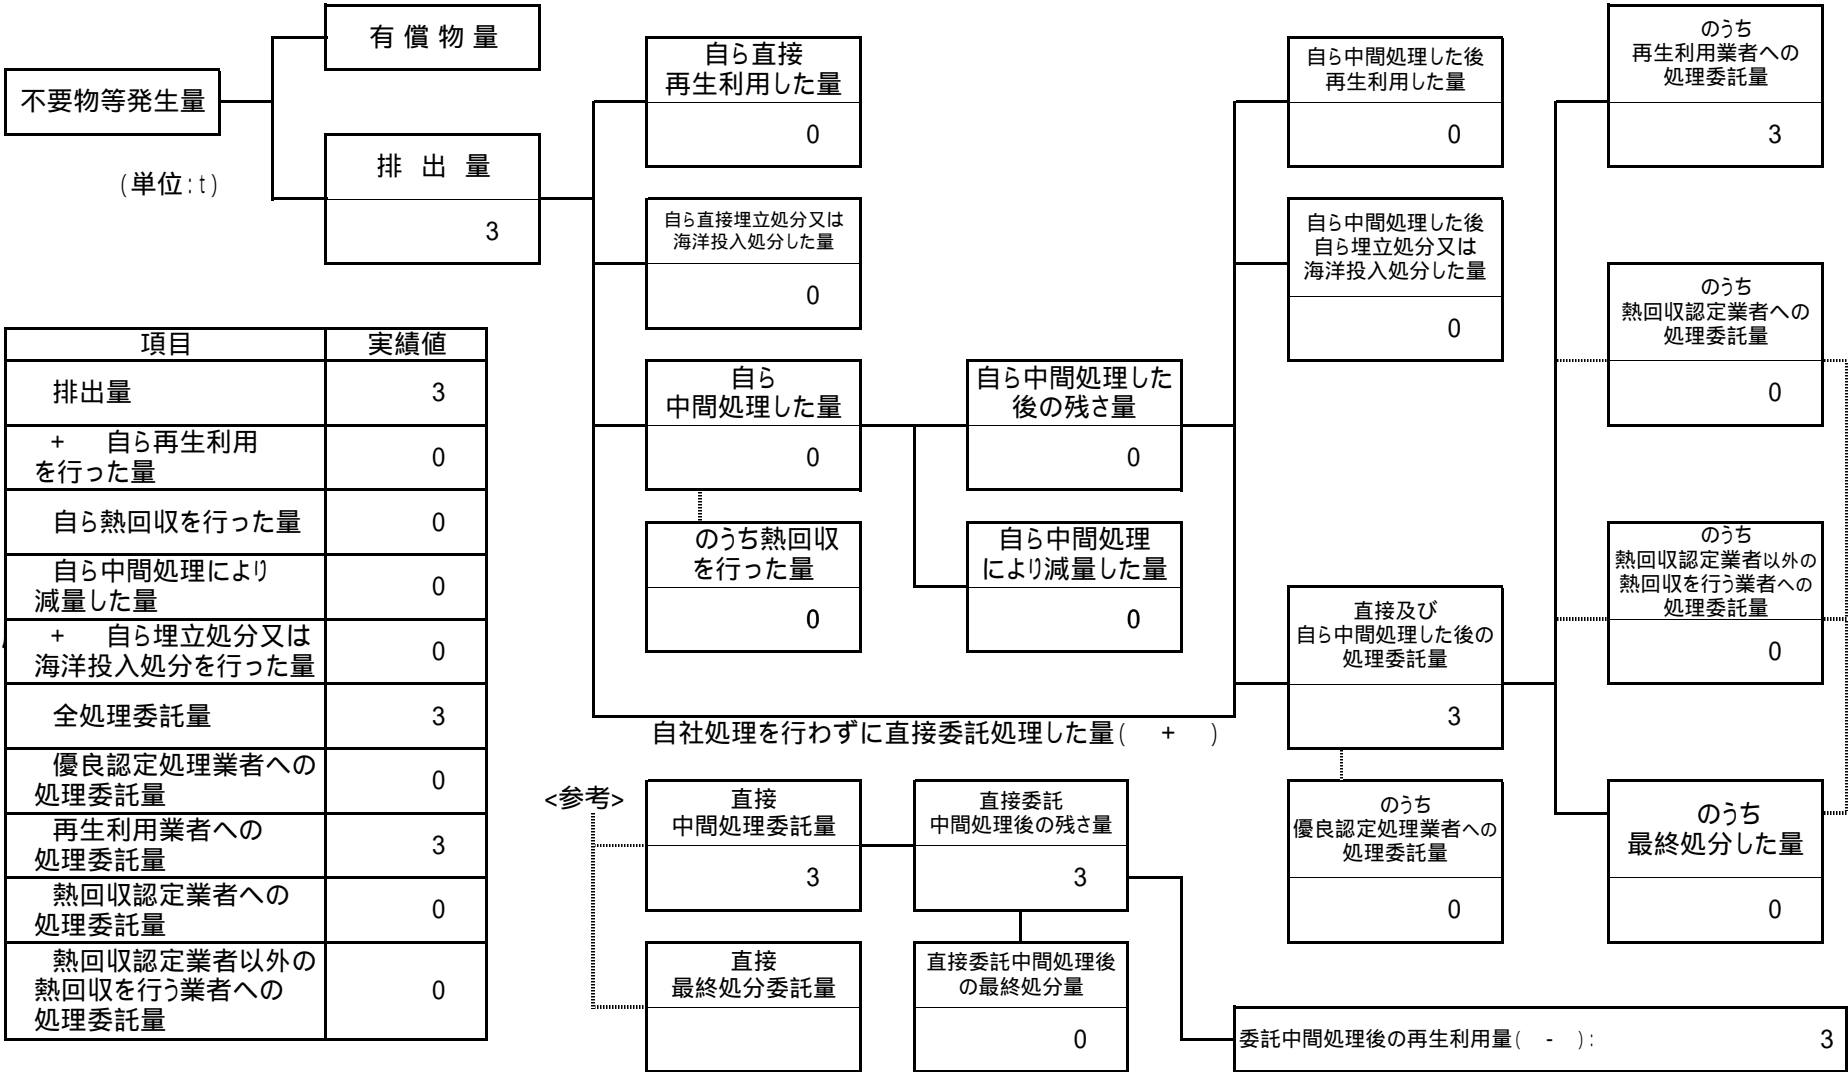 有 償 物 量
不要物等発生量
(単位:t)
排 出 量
3
自ら直接
再生利用した量
0
自ら直接埋立処分又は
海洋投入処分した量
0
自ら
中間処理した量
0
のうち熱回収
を行った量
0
自ら中間処理した
後の残さ量
0
自ら中間処理
により減量した量
0
自ら中間処理した後
再生利用した量
0
自ら中間処理した後
自ら埋立処分又は
海洋投入処分した量
0
直接及び
自ら中間処理した後の
処理委託量
3
のうち
優良認定処理業者への
処理委託量
0
のうち
再生利用業者への
処理委託量
3
のうち
熱回収認定業者への
処理委託量
0
のうち
熱回収認定業者以外の
熱回収を行う業者への
処理委託量
0
のうち
最終処分した量
0
項目 実績値
排出量 3
+ 自ら再生利用
を行った量 0
自ら熱回収を行った量 0
自ら中間処理により
減量した量 0
+ 自ら埋立処分又は
海洋投入処分を行った量 0
全処理委託量 3
優良認定処理業者への
処理委託量 0
再生利用業者への
処理委託量 3
熱回収認定業者への
処理委託量 0
熱回収認定業者以外の
熱回収を行う業者への
処理委託量 0
自社処理を行わずに直接委託処理した量( + )
<参考>
直接
中間処理委託量
3
直接委託
中間処理後の残さ量
3
直接
最終処分委託量
直接委託中間処理後
の最終処分量
0
委託中間処理後の再生利用量( - ): 3